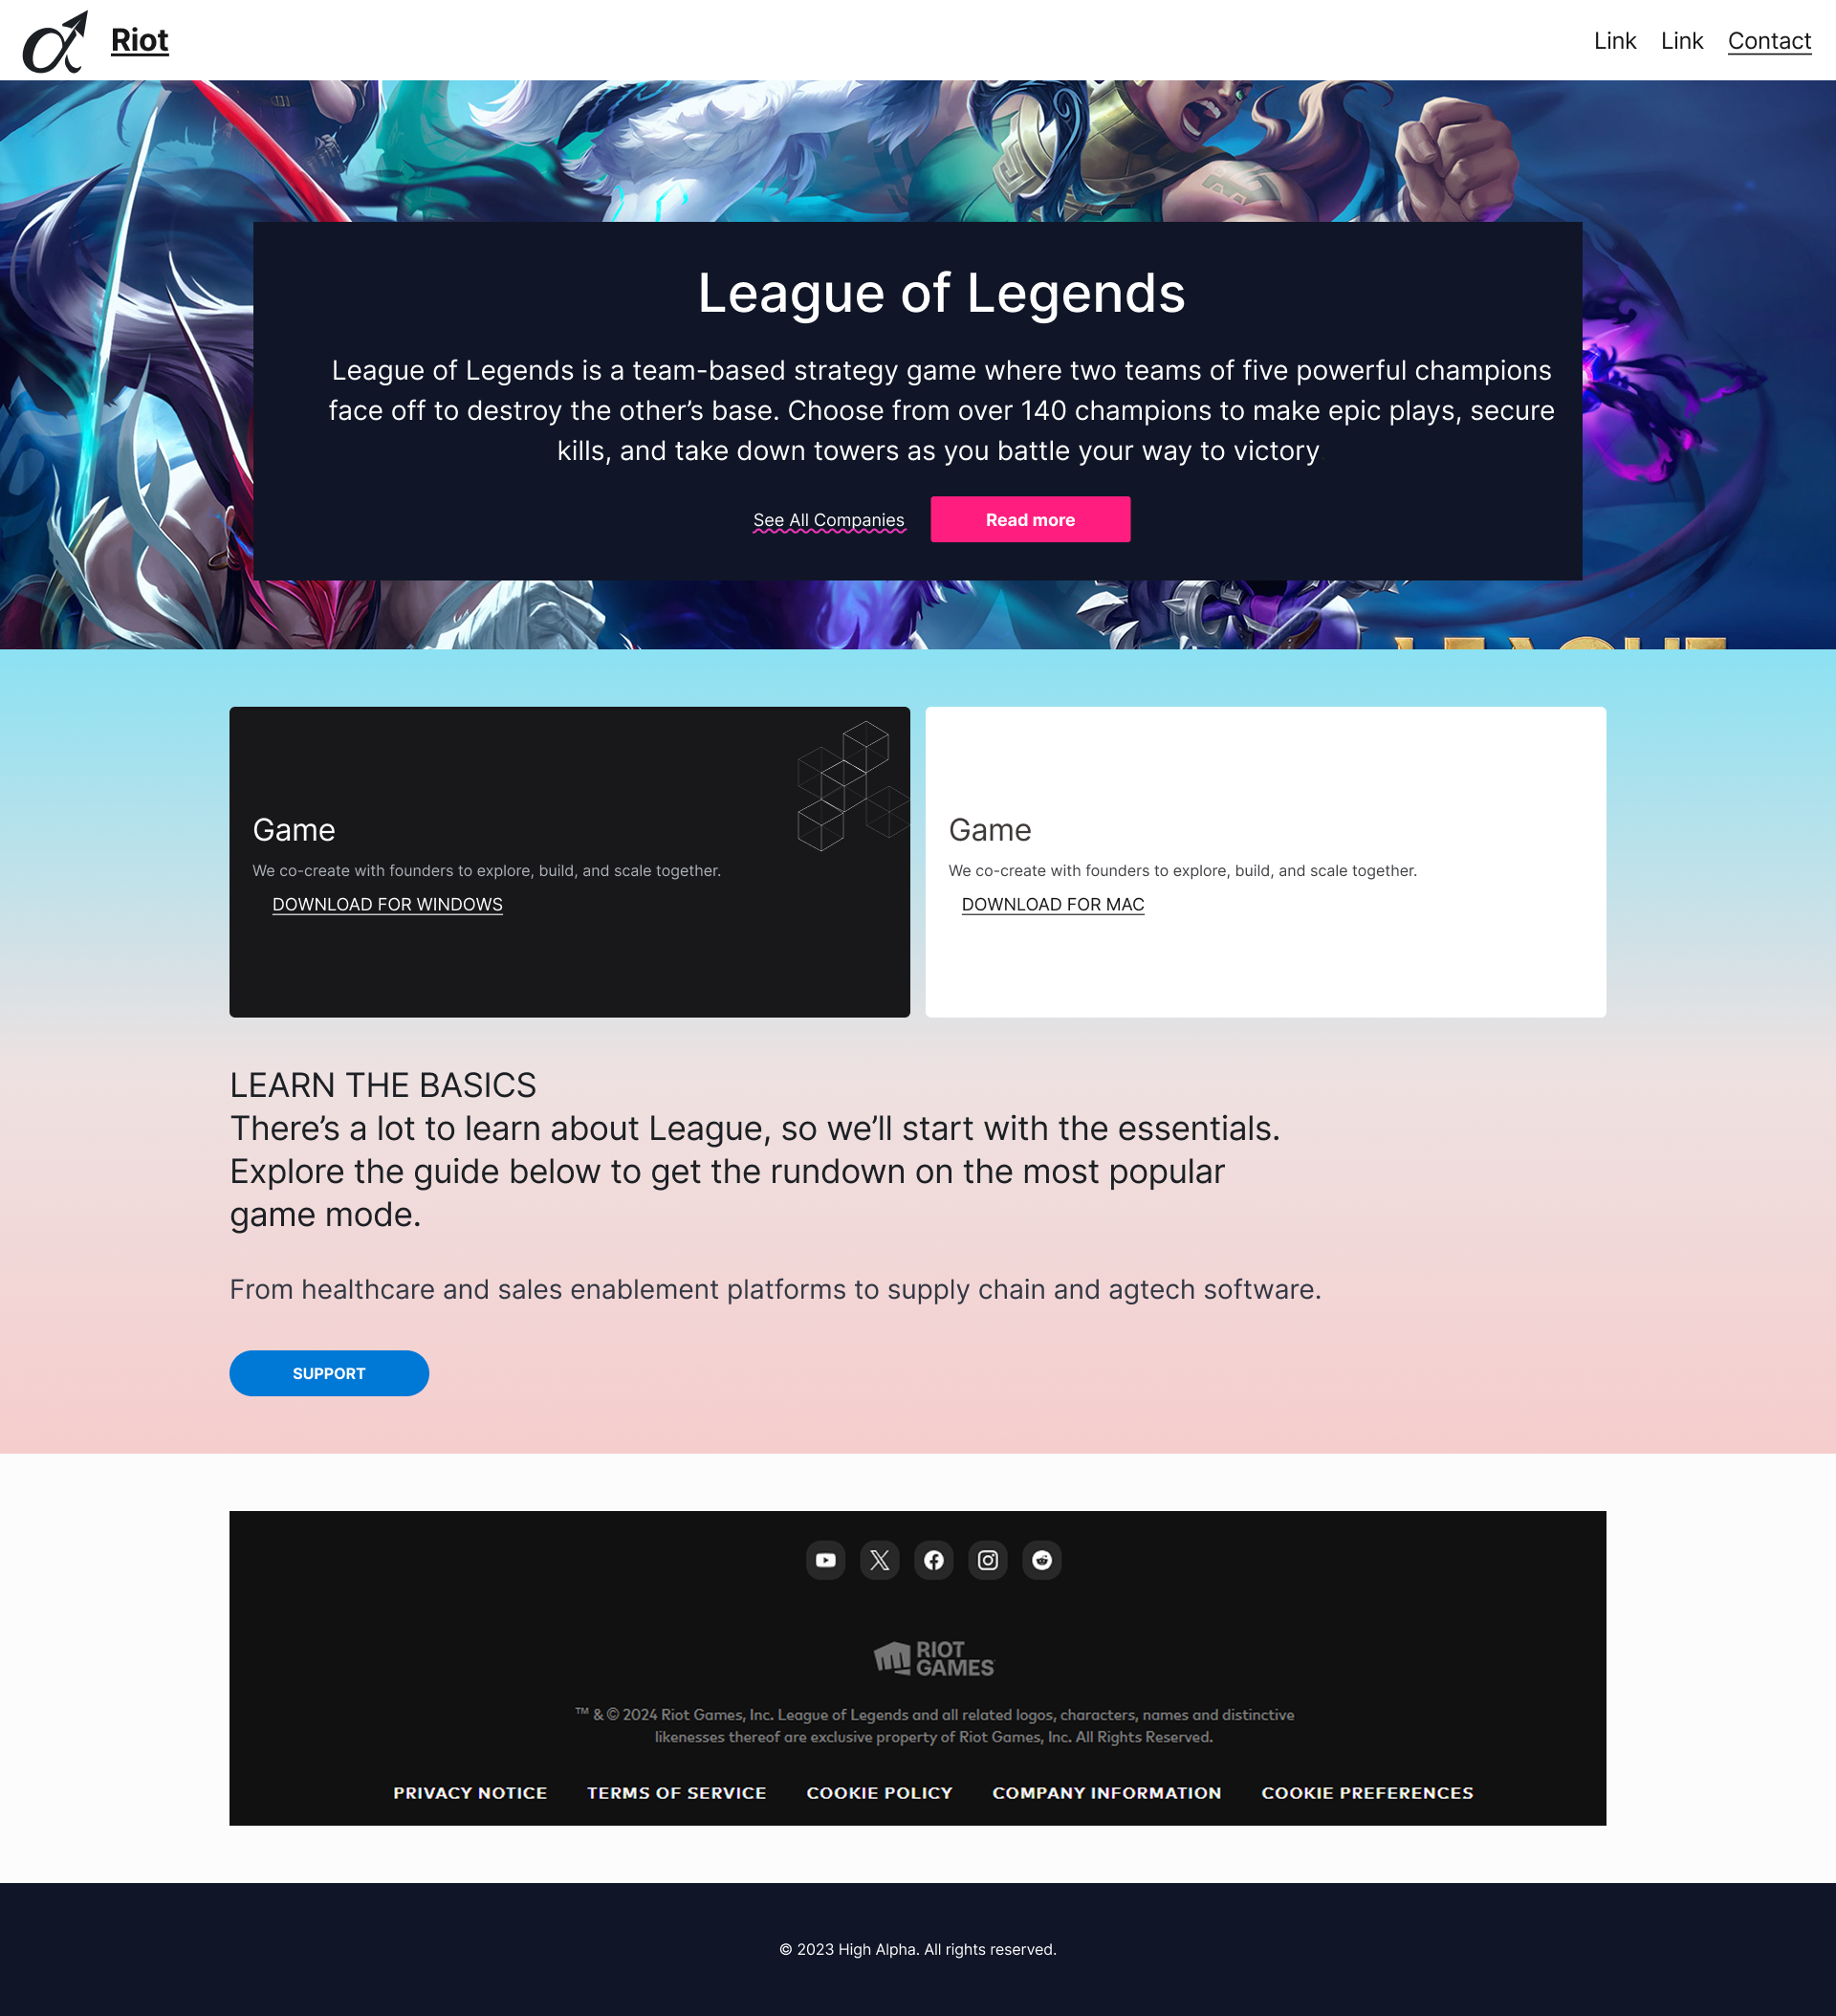 Riot
Link Link Contact
League of Legends
League of Legends is a team-based strategy game where two teams of five powerful champions
face off to destroy the other’s base. Choose from over 140 champions to make epic plays, secure
kills, and take down towers as you battle your way to victory
See All Companies Read more
Game
We co-create with founders to explore, build, and scale together.
DOWNLOAD FOR WINDOWS
Game
We co-create with founders to explore, build, and scale together.
DOWNLOAD FOR MAC
LEARN THE BASICS
There’s a lot to learn about League, so we’ll start with the essentials.
Explore the guide below to get the rundown on the most popular
game mode.
From healthcare and sales enablement platforms to supply chain and agtech software.
SUPPORT
RIOT
GAMES
™ & © 2024 Riot Games, Inc. League of Legends and all related logos, characters, names and distinctive
likenesses thereof are exclusive property of Riot Games, Inc. All Rights Reserved.
PRIVACY NOTICE TERMS OF SERVICE COOKIE POLICY COMPANY INFORMATION COOKIE PREFERENCES
© 2023 High Alpha. All rights reserved.